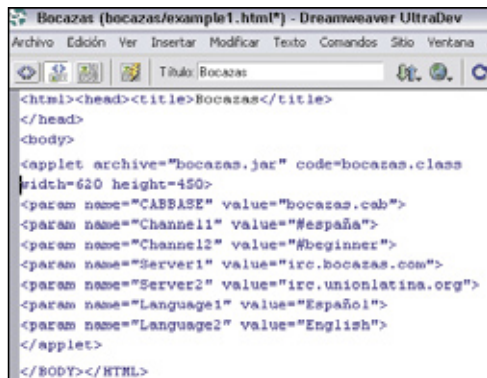 Bocazas (bocazas/example1.html*) - Dreamweaver UltraDev
Archivo Edición Ver Insertar Modificar Texto Comandos Sitio Ventana
Título: Bocazas
<html><head><title>Bocazas</title>
</head>
<body>
<applet archive="bocazas.jar" code=bocazas.class
width=620 height=450>
<param name="CABBASE" value="bocazas.cab">
<param name="Channel1" value="#españa">
<param name="Channel2" value="#beginner">
<param name="Server1" value="irc.bocazas.com">
<param name="Server2" value="irc.unionlatina.org">
<param name="Language1" value="Español">
<param name="Language2" value="English">
</applet>
</BODY></HTML>